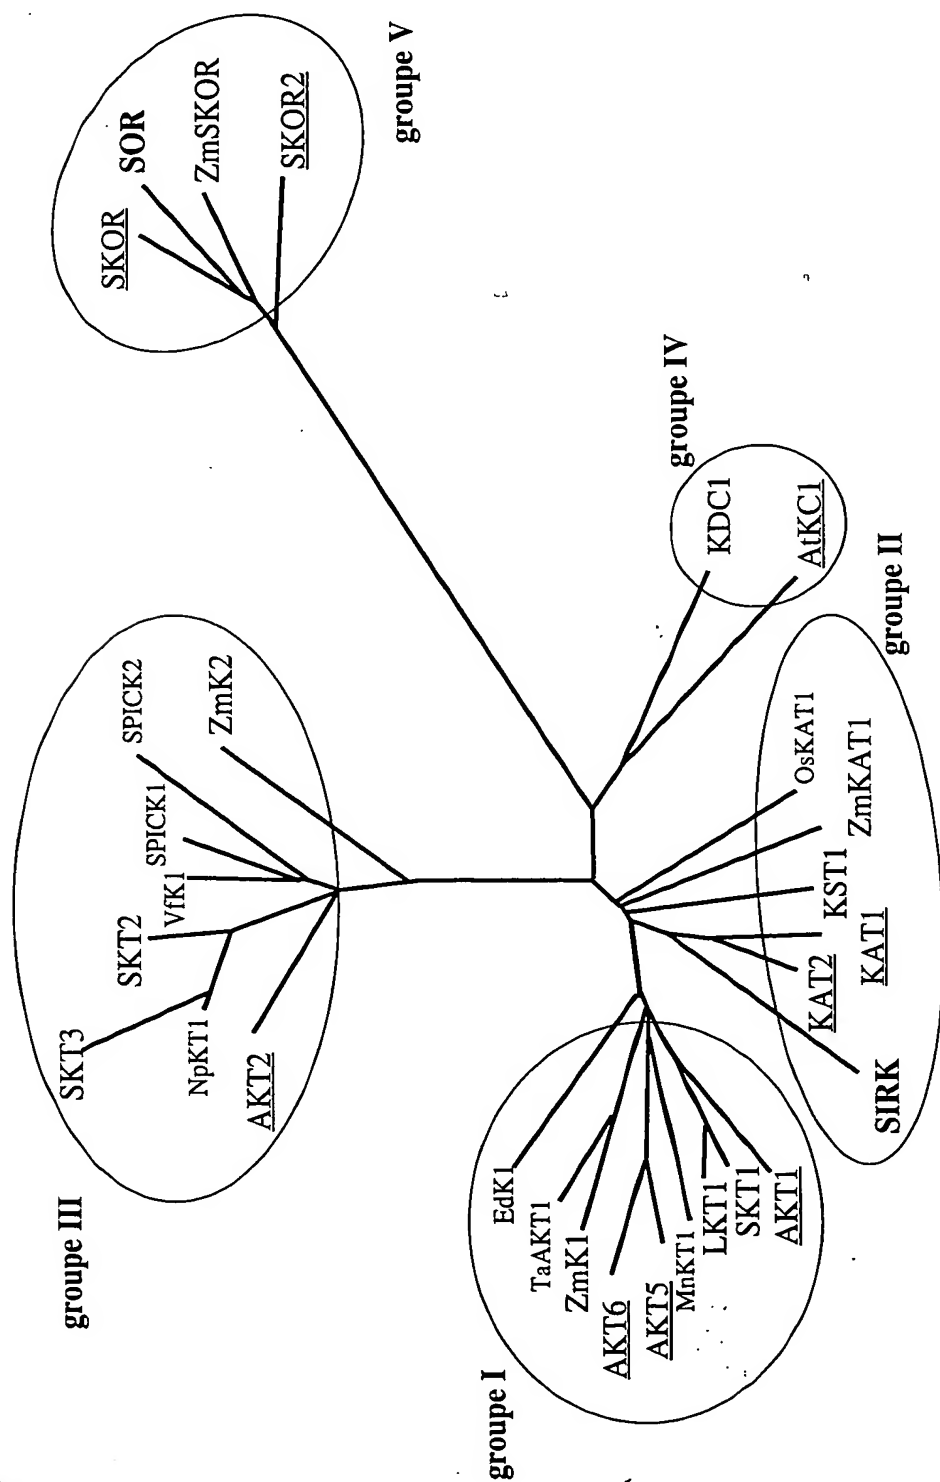 groupe I
EdK1
TaAKT1
ZmK1
AKT6
AKT5
MnKT1
LKT1
SKT1
AKT1
groupe III
SKT3
NpKT1
AKT2
SKT2
VfK1
SPICK1
SPICK2
ZmK2
SIRK
KAT2
KAT1
KST1
ZmKAT1
OsKAT1
groupe II
AtKC1
KDC1
groupe IV
SKOR
SOR
ZmSKOR
SKOR2
groupe V